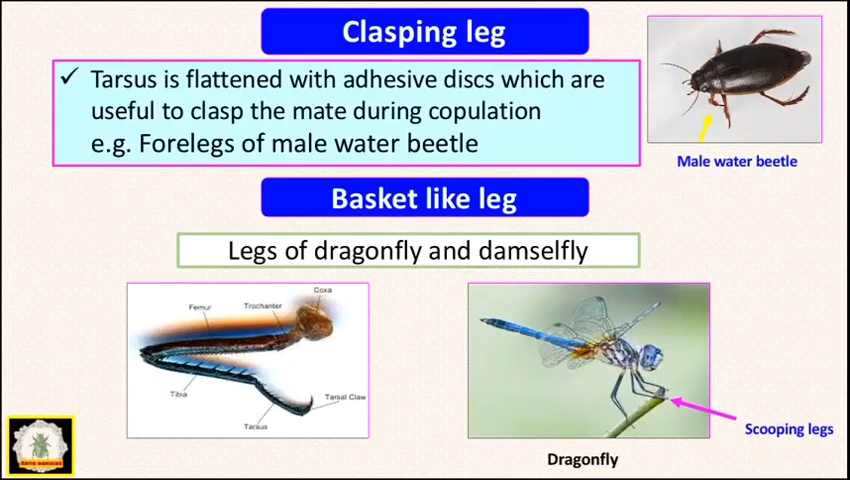 Clasping leg
✓ Tarsus is flattened with adhesive discs which are
useful to clasp the mate during copulation
e.g. Forelegs of male water beetle
Male water beetle
Basket like leg
Legs of dragonfly and damselfly
Coxa
Femur
Trochanter
Tibia
Tarsal Claw
Tarsus
Scooping legs
Dragonfly